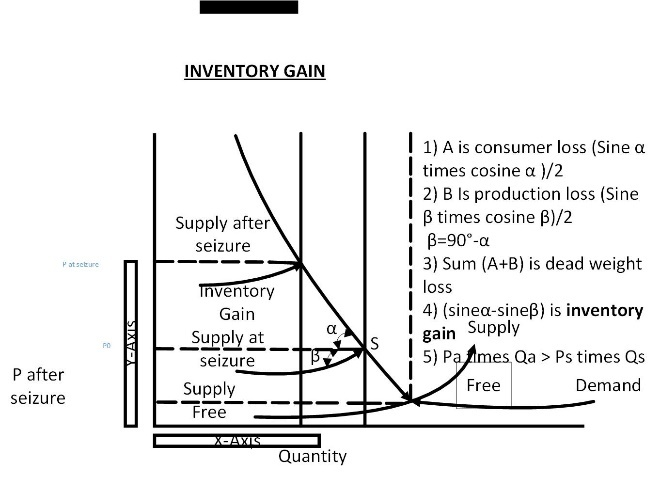 INVENTORY GAIN
1) A is consumer loss (Sine α
times cosine α )/2
2) B Is production loss (Sine
β times cosine β)/2
β=90°-α
3) Sum (A+B) is dead weight
loss
4) (sineα-sineβ) is inventory
gain
5) Pa times Qa > Ps times Qs
Supply after
seizure
P at seizure
Inventory
Gain
Supply
α
Supply at
seizure
P0
S
β
Y-Axis
P after
seizure
Supply
Free
Free
Demand
X-Axis
Quantity